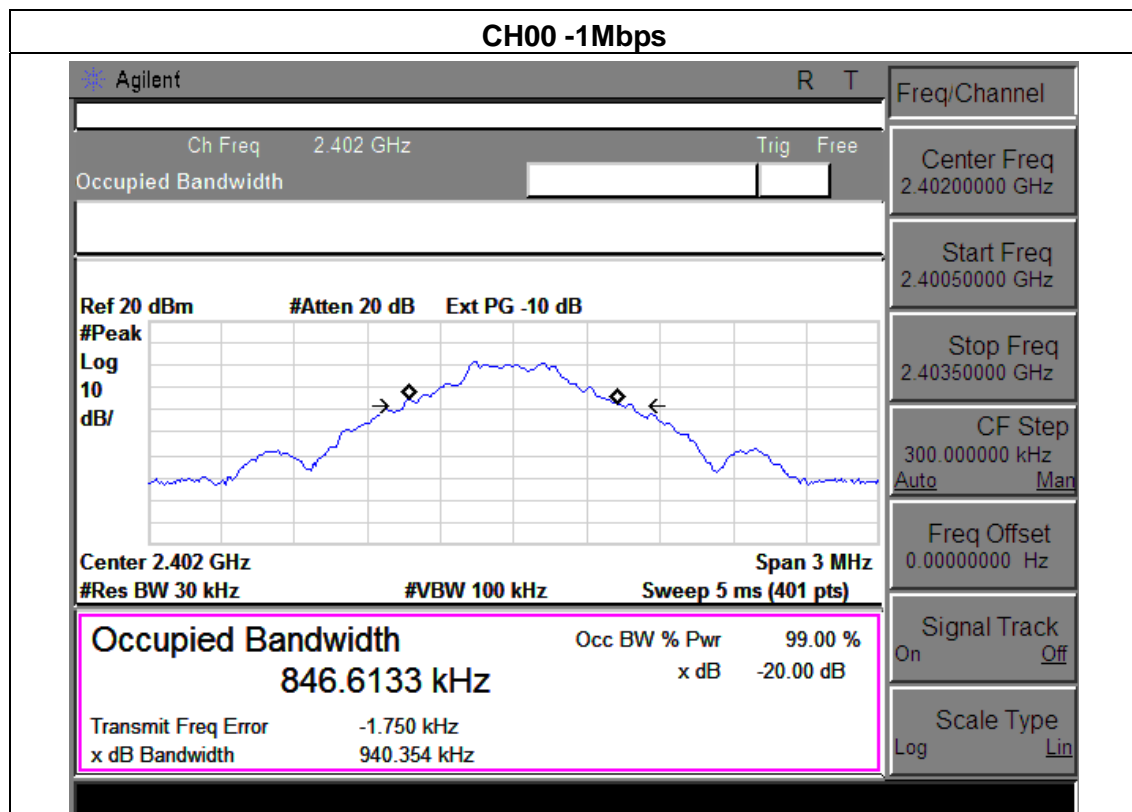 CH00 -1Mbps
Agilent R T
Ch Freq 2.402 GHz Trig Free
Occupied Bandwidth
Ref 20 dBm #Atten 20 dB Ext PG -10 dB
#Peak
Log
10
dB/
Center 2.402 GHz Span 3 MHz
#Res BW 30 kHz #VBW 100 kHz Sweep 5 ms (401 pts)
Occupied Bandwidth Occ BW % Pwr 99.00 %
846.6133 kHz x dB -20.00 dB
Transmit Freq Error -1.750 kHz
x dB Bandwidth 940.354 kHz
Freq/Channel
Center Freq
2.40200000 GHz
Start Freq
2.40050000 GHz
Stop Freq
2.40350000 GHz
CF Step
300.000000 kHz
Auto Man
Freq Offset
0.00000000 Hz
Signal Track
On Off
Scale Type
Log Lin